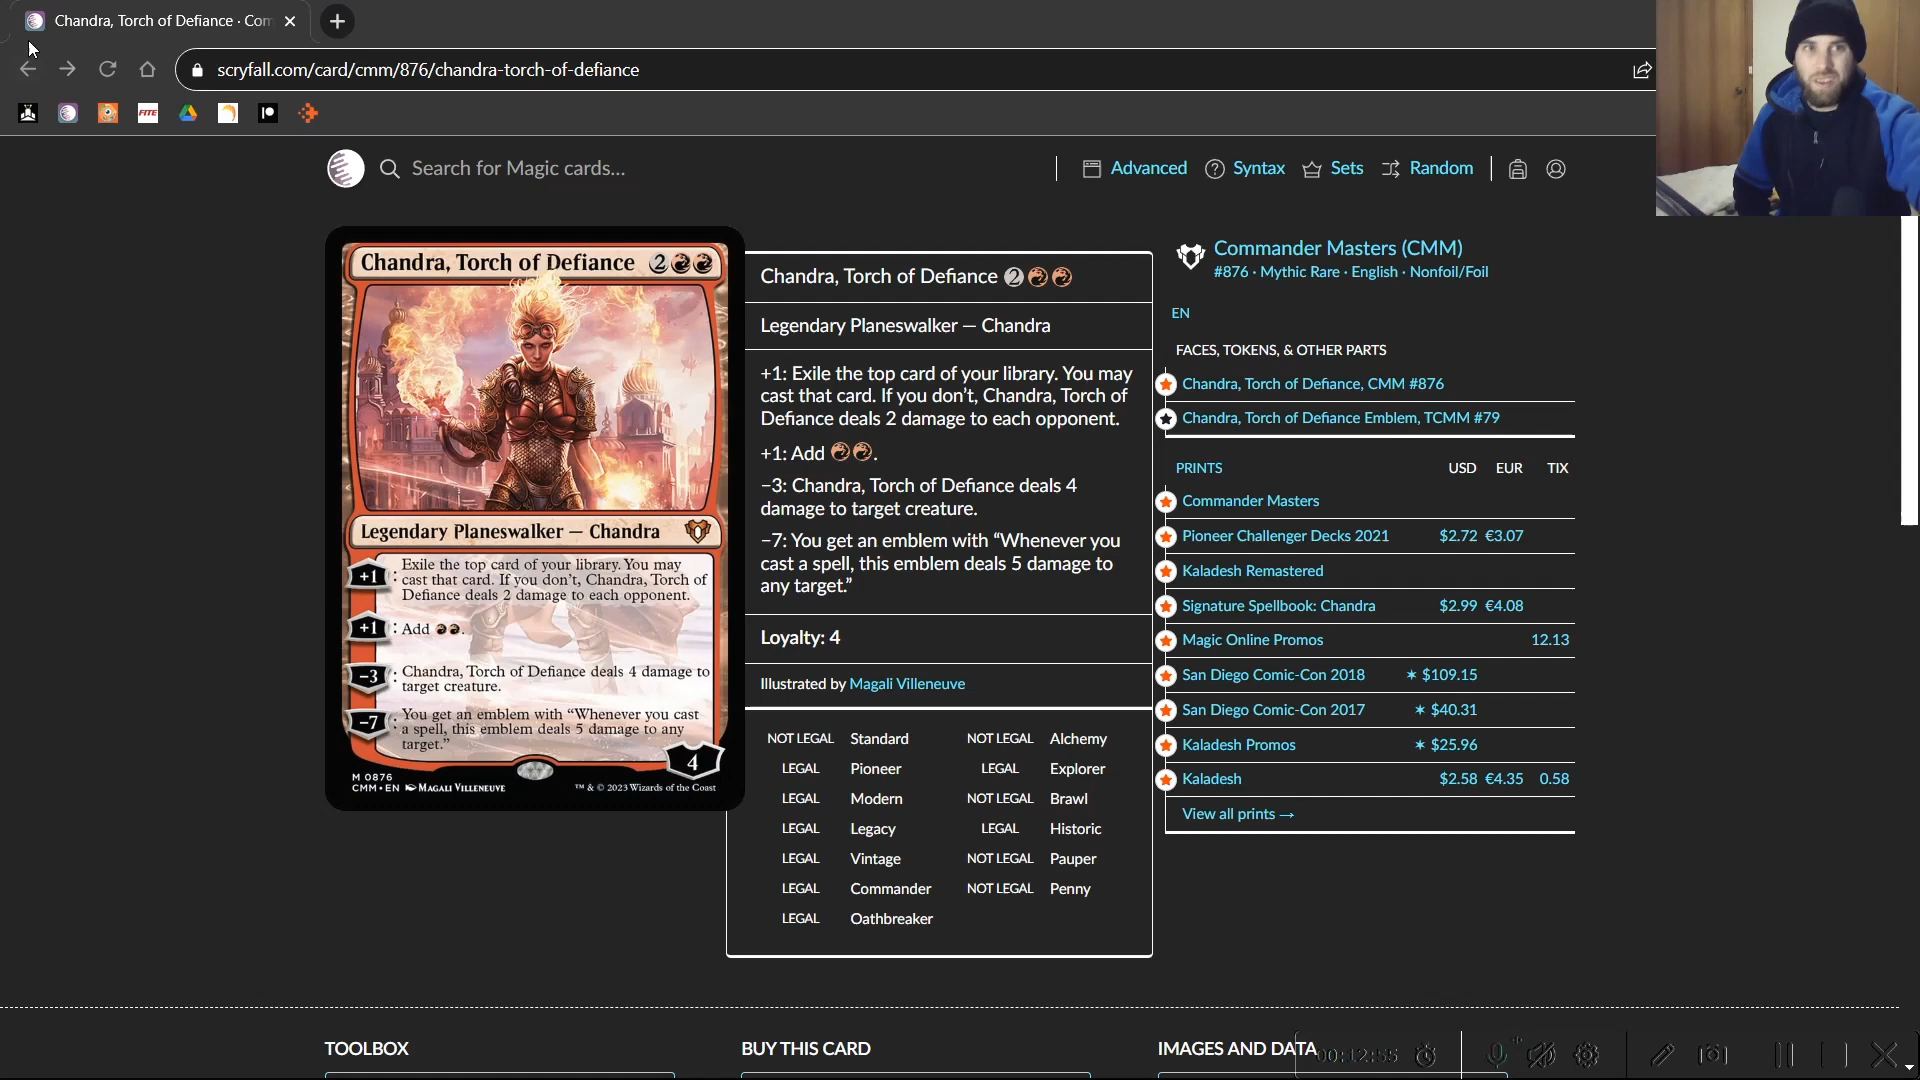 Chandra, Torch of Defiance · Com
scryfall.com/card/cmm/876/chandra-torch-of-defiance
FITE
Search for Magic cards...
Advanced
Syntax
Sets
Random
Chandra, Torch of Defiance 2
Legendary Planeswalker — Chandra
+1 : Exile the top card of your library. You may
cast that card. If you don't, Chandra, Torch of
Defiance deals 2 damage to each opponent.
+1 : Add
−3 : Chandra, Torch of Defiance deals 4 damage to
target creature.
−7 : You get an emblem with “Whenever you cast
a spell, this emblem deals 5 damage to any
target.”
4
M 0876
CMM • EN MAGALI VILLENEUVE
™ & © 2023 Wizards of the Coast
Chandra, Torch of Defiance 2
Legendary Planeswalker — Chandra
+1: Exile the top card of your library. You may
cast that card. If you don’t, Chandra, Torch of
Defiance deals 2 damage to each opponent.
+1: Add .
−3: Chandra, Torch of Defiance deals 4
damage to target creature.
−7: You get an emblem with “Whenever you
cast a spell, this emblem deals 5 damage to
any target.”
Loyalty: 4
Illustrated by Magali Villeneuve
NOT LEGAL Standard NOT LEGAL Alchemy
LEGAL Pioneer LEGAL Explorer
LEGAL Modern NOT LEGAL Brawl
LEGAL Legacy LEGAL Historic
LEGAL Vintage NOT LEGAL Pauper
LEGAL Commander NOT LEGAL Penny
LEGAL Oathbreaker
Commander Masters (CMM)
#876 · Mythic Rare · English · Nonfoil/Foil
EN
FACES, TOKENS, & OTHER PARTS
Chandra, Torch of Defiance, CMM #876
Chandra, Torch of Defiance Emblem, TCMM #79
PRINTS USD EUR TIX
Commander Masters
Pioneer Challenger Decks 2021 $2.72 €3.07
Kaladesh Remastered
Signature Spellbook: Chandra $2.99 €4.08
Magic Online Promos 12.13
San Diego Comic-Con 2018 ✶ $109.15
San Diego Comic-Con 2017 ✶ $40.31
Kaladesh Promos ✶ $25.96
Kaladesh $2.58 €4.35 0.58
View all prints →
TOOLBOX
BUY THIS CARD
IMAGES AND DATA
00:12:55